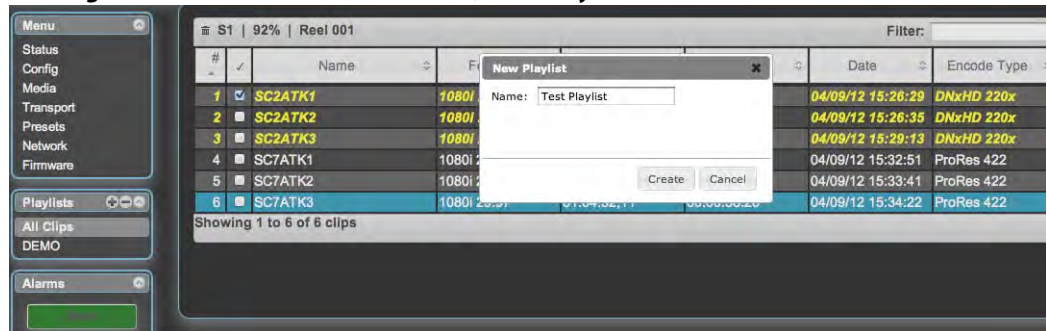 Menu
Status
Config
Media
Transport
Presets
Network
Firmware
Playlists
All Clips
DEMO
Alarms
S1 | 92% | Reel 001
Filter:
# ✓ Name Date Encode Type
1 SC2ATK1 1080i 04/09/12 15:26:29 DNxHD 220x
2 SC2ATK2 1080i 04/09/12 15:26:35 DNxHD 220x
3 SC2ATK3 1080i 04/09/12 15:29:13 DNxHD 220x
4 SC7ATK1 1080i 04/09/12 15:32:51 ProRes 422
5 SC7ATK2 1080i 04/09/12 15:33:41 ProRes 422
6 SC7ATK3 1080i 04/09/12 15:34:22 ProRes 422
Showing 1 to 6 of 6 clips
New Playlist
Name: Test Playlist
Create Cancel